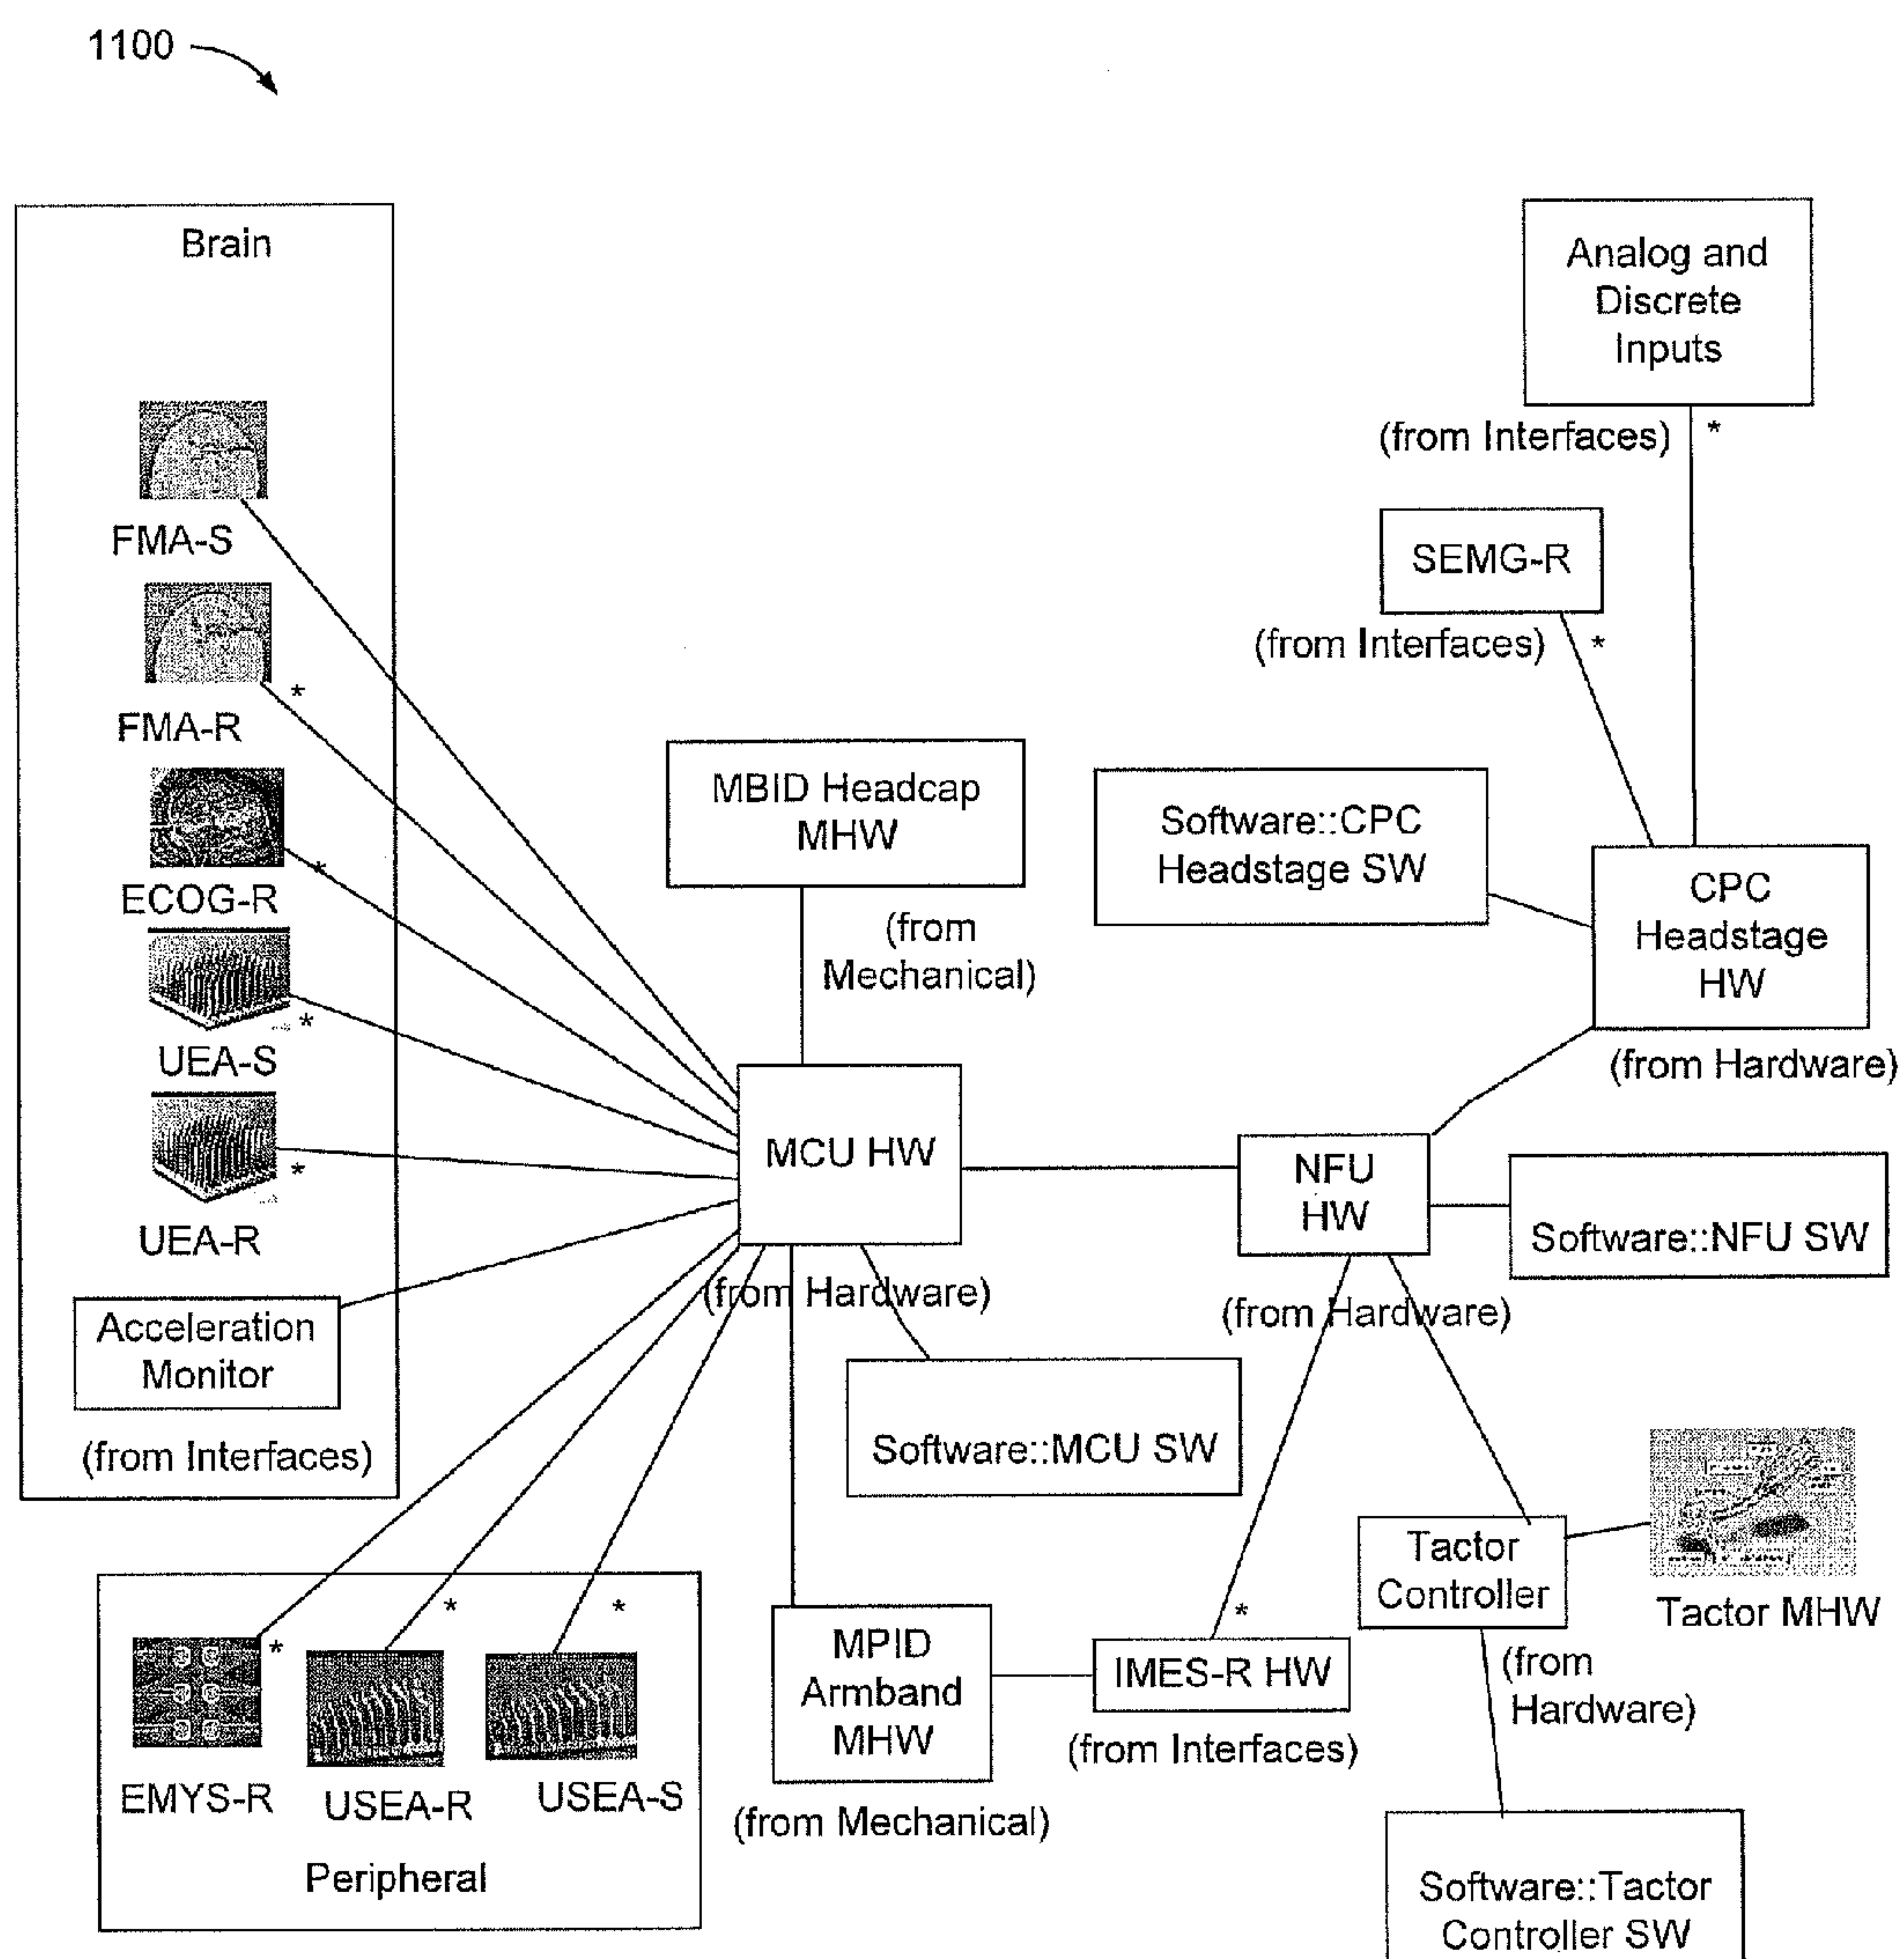 1100
Brain
FMA-S
FMA-R
*
ECOG-R
*
UEA-S
*
UEA-R
*
Acceleration
Monitor
(from Interfaces)
MBID Headcap
MHW
(from
Mechanical)
MCU HW
(from Hardware)
Software::MCU SW
Analog and
Discrete
Inputs
(from Interfaces)
*
SEMG-R
(from Interfaces)
*
Software::CPC
Headstage SW
CPC
Headstage
HW
(from Hardware)
NFU
HW
(from Hardware)
Software::NFU SW
EMYS-R
*
USEA-R
*
USEA-S
*
Peripheral
MPID
Armband
MHW
(from Mechanical)
*
IMES-R HW
(from Interfaces)
Tactor
Controller
(from
Hardware)
Tactor MHW
Software::Tactor
Controller SW